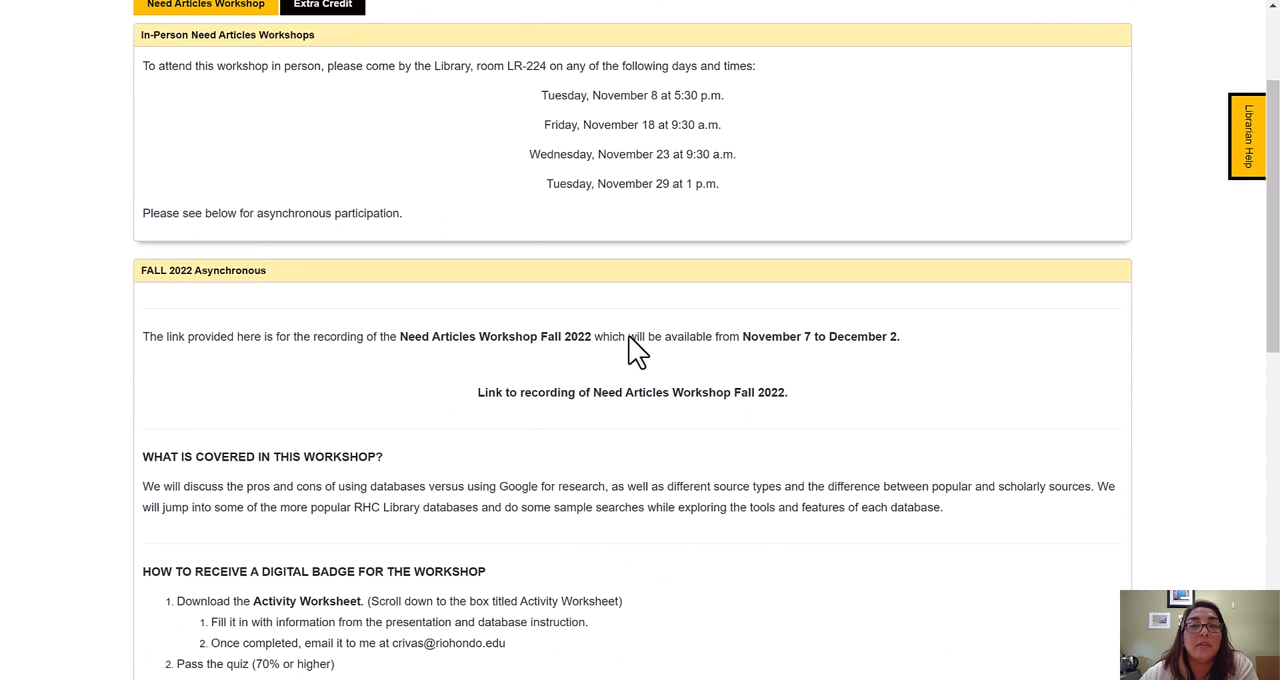 Need Articles Workshop
Extra Credit
In-Person Need Articles Workshops
To attend this workshop in person, please come by the Library, room LR-224 on any of the following days and times:
Tuesday, November 8 at 5:30 p.m.
Friday, November 18 at 9:30 a.m.
Wednesday, November 23 at 9:30 a.m.
Tuesday, November 29 at 1 p.m.
Please see below for asynchronous participation.
Librarian Help
FALL 2022 Asynchronous
The link provided here is for the recording of the Need Articles Workshop Fall 2022 which will be available from November 7 to December 2.
Link to recording of Need Articles Workshop Fall 2022.
WHAT IS COVERED IN THIS WORKSHOP?
We will discuss the pros and cons of using databases versus using Google for research, as well as different source types and the difference between popular and scholarly sources. We
will jump into some of the more popular RHC Library databases and do some sample searches while exploring the tools and features of each database.
HOW TO RECEIVE A DIGITAL BADGE FOR THE WORKSHOP
1. Download the Activity Worksheet. (Scroll down to the box titled Activity Worksheet)
1. Fill it in with information from the presentation and database instruction.
2. Once completed, email it to me at crivas@riohondo.edu
2. Pass the quiz (70% or higher)